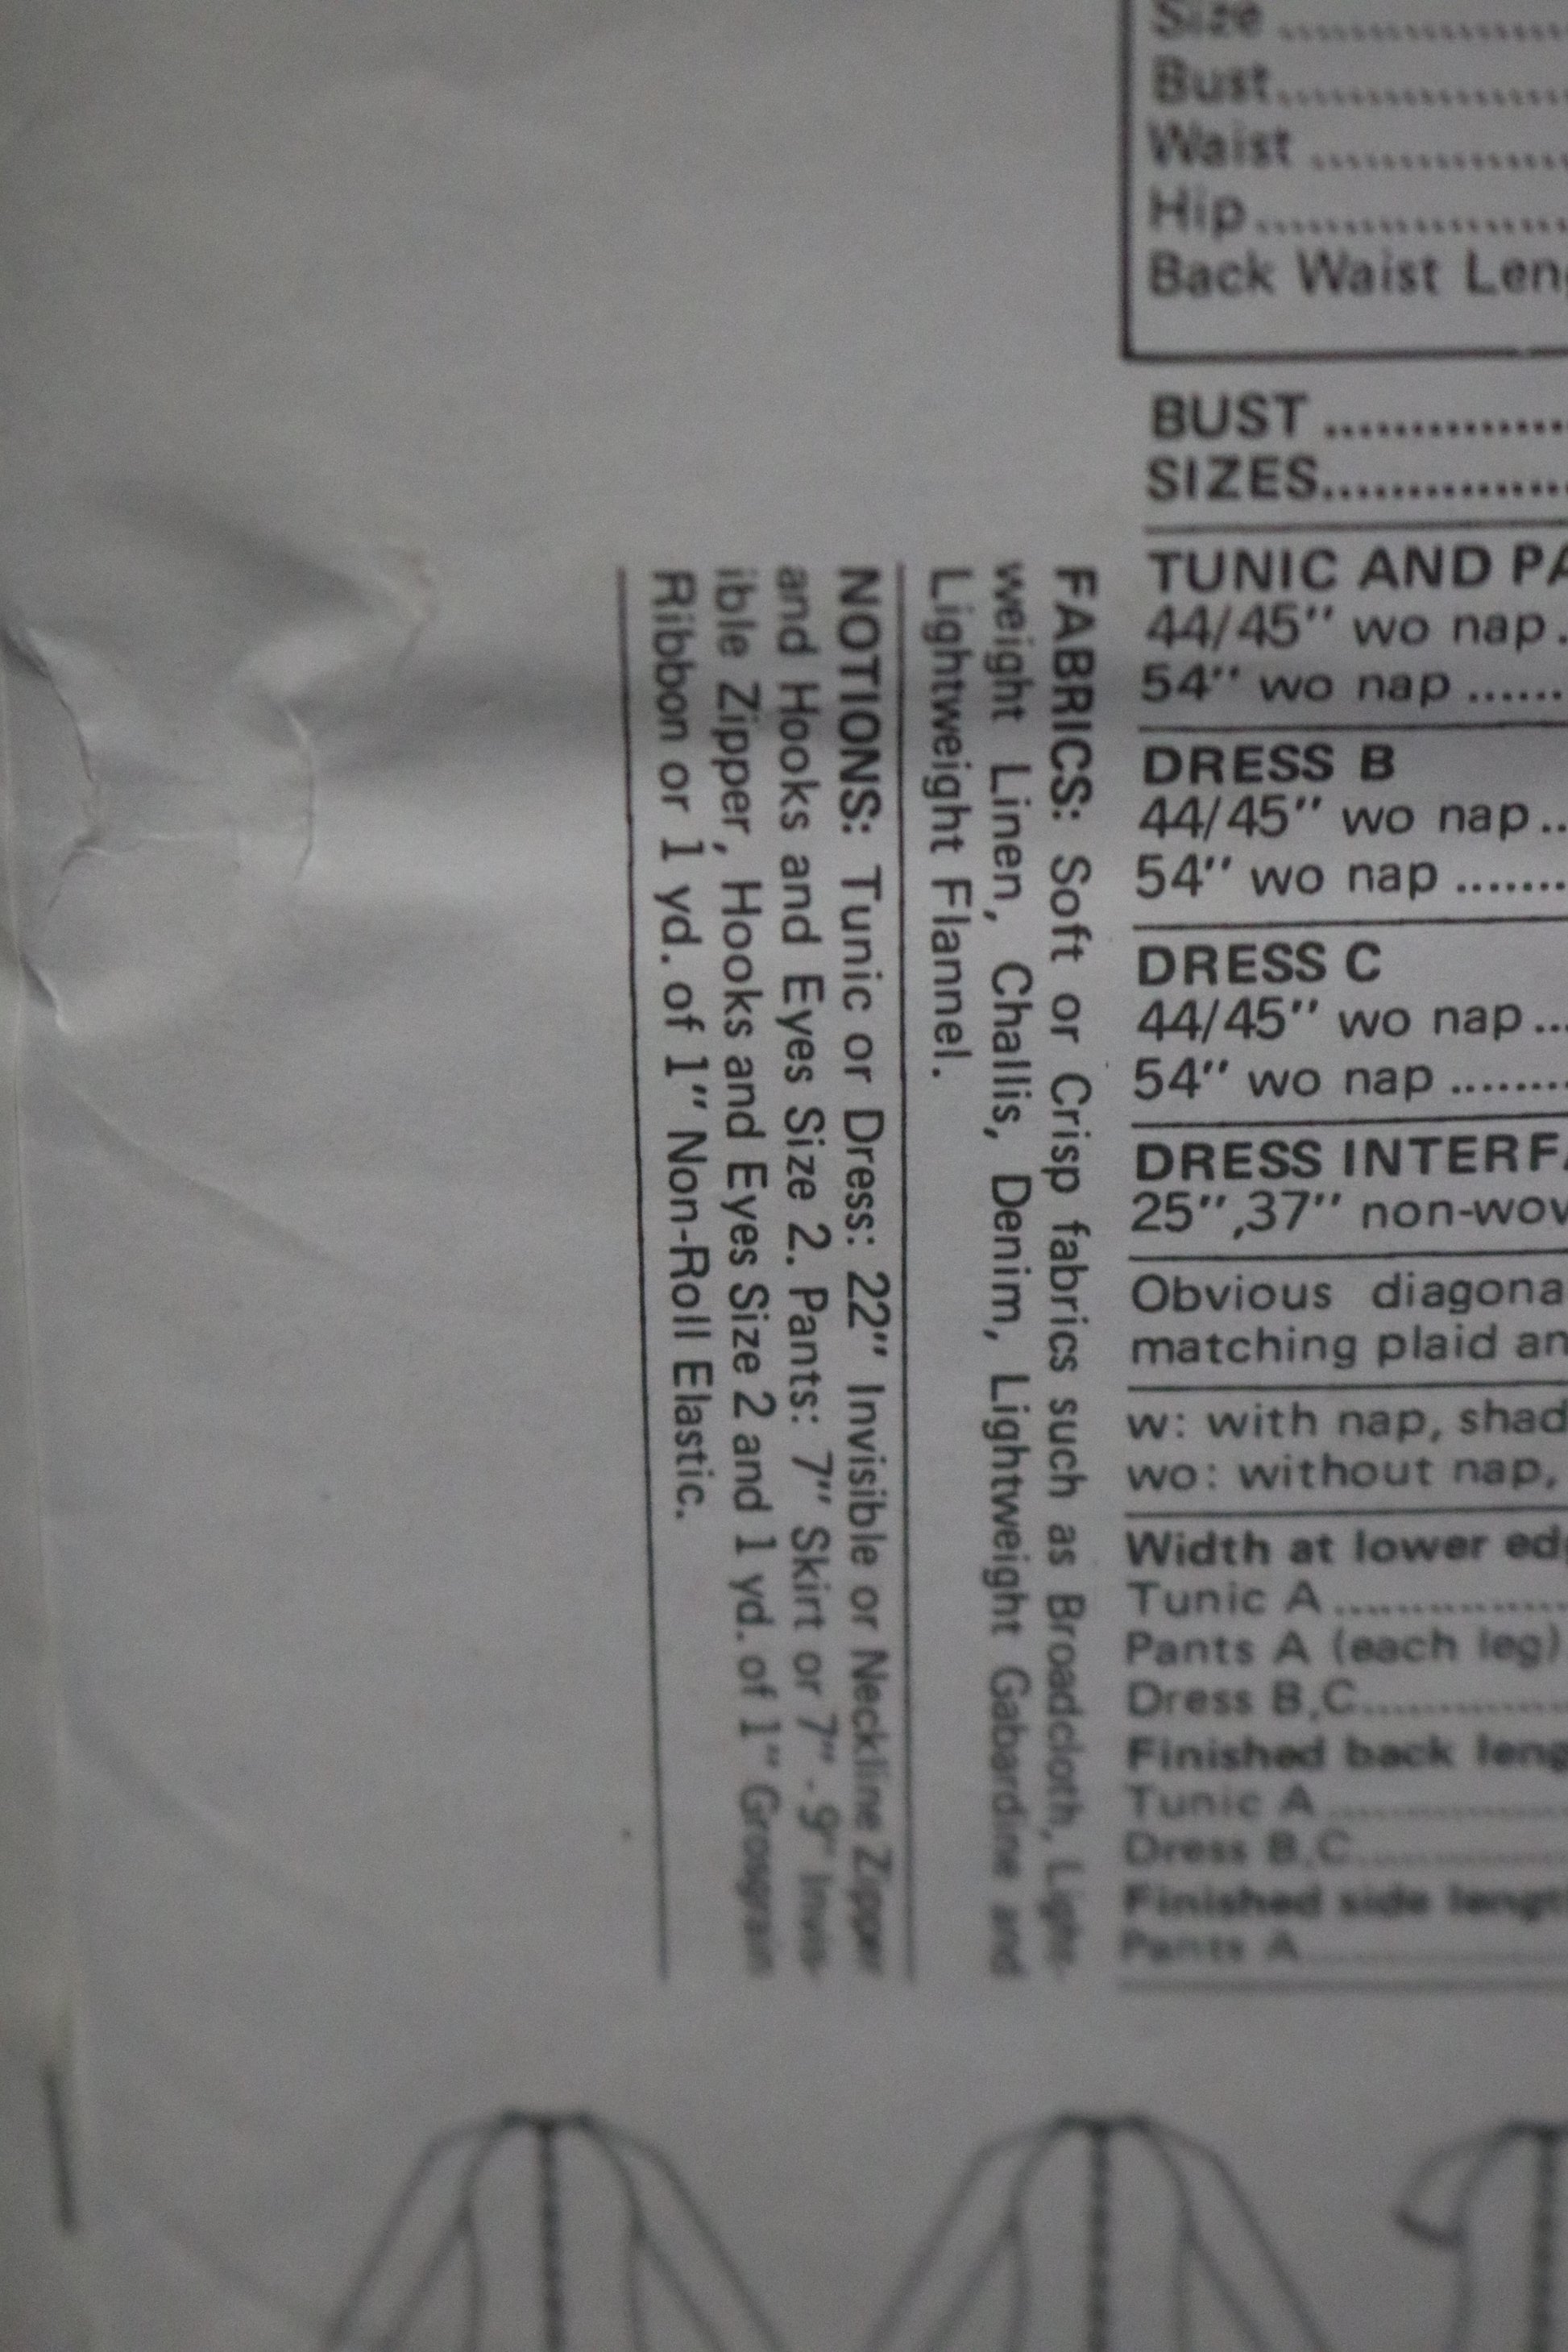 Size
Bust
Waist
Hip
Back Waist Len
BUST
SIZES
TUNIC AND PA
44/45" wo nap
54" wo nap
DRESS B
44/45" wo nap
54" wo nap
DRESS C
44/45" wo nap
54" wo nap
DRESS INTERFA
25",37" non-wov
Obvious diagona
matching plaid an
w: with nap, shad
wo: without nap,
Width at lower ed
Tunic A
Pants A (each leg)
Dress B,C
Finished back leng
Tunic A
Dress B,C
Finished side lengt
Pants A
FABRICS: Soft or Crisp fabrics such as Broadcloth, Light-
weight Linen, Challis, Denim, Lightweight Gabardine and
Lightweight Flannel.
NOTIONS: Tunic or Dress: 22" Invisible or Neckline Zipper
and Hooks and Eyes Size 2. Pants: 7" Skirt or 7" - 9" Invis-
ible Zipper, Hooks and Eyes Size 2 and 1 yd. of 1" Grosgrain
Ribbon or 1 yd. of 1" Non-Roll Elastic.